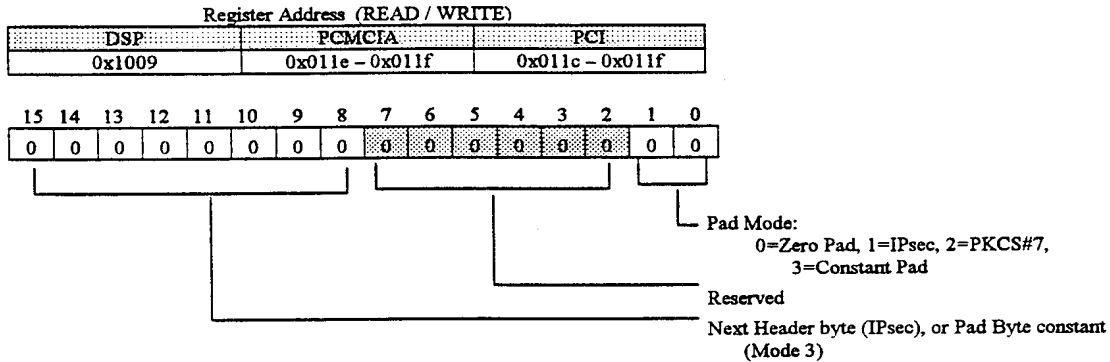 Register Address (READ / WRITE)
DSP PCMCIA PCI
0x1009 0x011e – 0x011f 0x011c – 0x011f
15 14 13 12 11 10 9 8 7 6 5 4 3 2 1 0
0 0 0 0 0 0 0 0 0 0 0 0 0 0 0 0
Pad Mode:
0=Zero Pad, 1=IPsec, 2=PKCS#7,
3=Constant Pad
Reserved
Next Header byte (IPsec), or Pad Byte constant
(Mode 3)